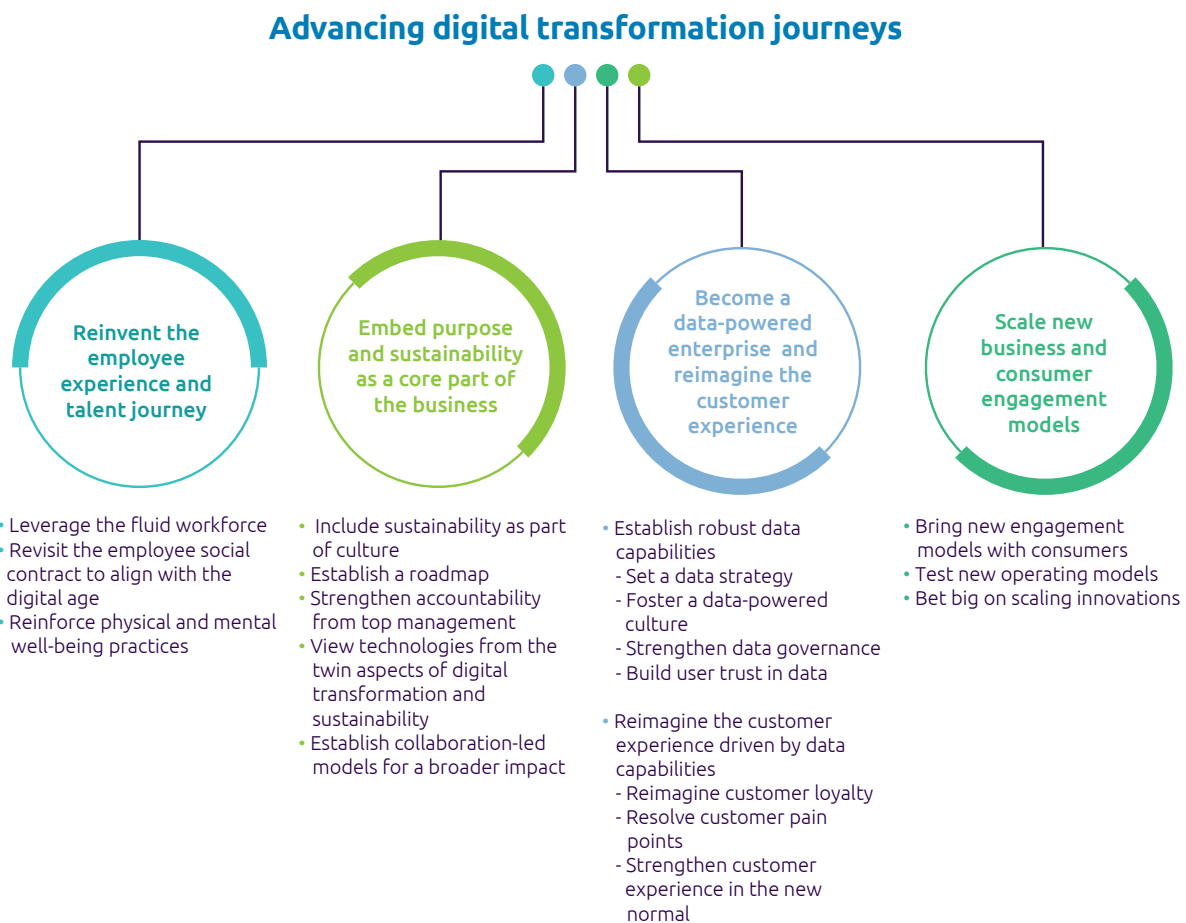 Advancing digital transformation journeys
Reinvent the
employee
experience and
talent journey
• Leverage the fluid workforce
• Revisit the employee social
contract to align with the
digital age
• Reinforce physical and mental
well-being practices
Embed purpose
and sustainability
as a core part of
the business
• Include sustainability as part
of culture
• Establish a roadmap
• Strengthen accountability
from top management
• View technologies from the
twin aspects of digital
transformation and
sustainability
• Establish collaboration-led
models for a broader impact
Become a
data-powered
enterprise and
reimagine the
customer
experience
• Establish robust data
capabilities
- Set a data strategy
- Foster a data-powered
culture
- Strengthen data governance
- Build user trust in data
• Reimagine the customer
experience driven by data
capabilities
- Reimagine customer loyalty
- Resolve customer pain
points
- Strengthen customer
experience in the new
normal
Scale new
business and
consumer
engagement
models
• Bring new engagement
models with consumers
• Test new operating models
• Bet big on scaling innovations